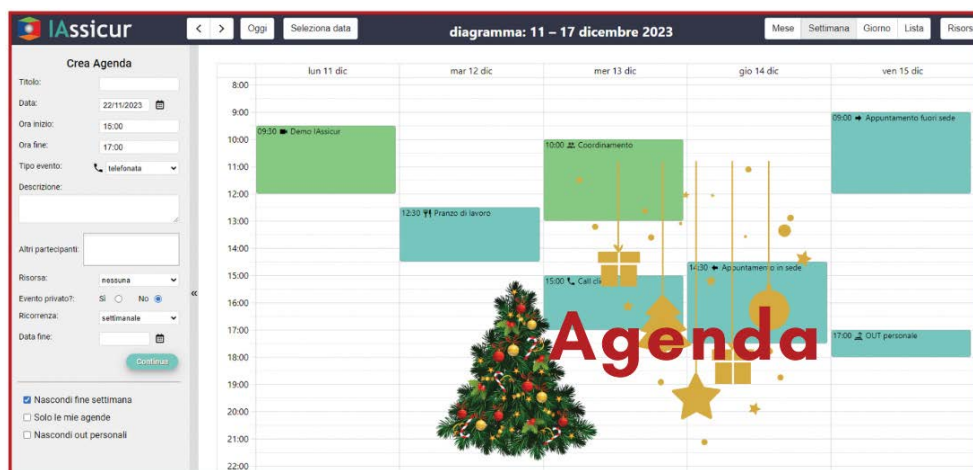 IAssicur
Oggi
Seleziona data
diagramma: 11 – 17 dicembre 2023
Mese
Settimana
Giorno
Lista
Crea Agenda
Titolo:
Data:
22/11/2023
Ora inizio:
15:00
Ora fine:
17:00
Tipo evento:
telefonata
Descrizione:
Altri partecipanti:
Risorsa:
nessuna
Evento privato?:
Sì
No
Ricorrenza:
settimanale
Data fine:
Continua
Nascondi fine settimana
Solo le mie agende
Nascondi out personali
«
lun 11 dic
mar 12 dic
mer 13 dic
gio 14 dic
ven 15 dic
8:00
9:00
10:00
11:00
12:00
13:00
14:00
15:00
16:00
17:00
18:00
19:00
20:00
21:00
22:00
09:30 Demo IAssicur
12:30 Pranzo di lavoro
10:00 Coordinamento
15:00 Call
14:30 Appuntamento in sede
09:00 Appuntamento fuori sede
17:00 OUT personale
Agenda